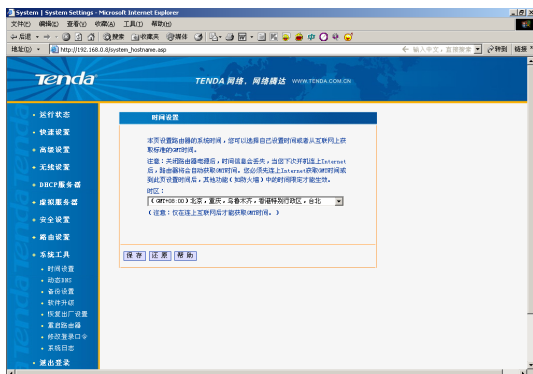 System | System Settings - Microsoft Internet Explorer
文件(F) 编辑(E) 查看(V) 收藏(A) 工具(T) 帮助(H)
后退 搜索 收藏夹 媒体
地址(D) http://192.168.0.8/system_hostname.asp 输入中文，直接搜索 转到 链接
Tenda
TENDA 网络，网络腾达 WWW.TENDA.COM.CN
运行状态
快速设置
高级设置
无线设置
DHCP服务器
虚拟服务器
安全设置
路由设置
系统工具
时间设置
动态DNS
备份设置
软件升级
恢复出厂设置
重启路由器
修改登录口令
系统日志
退出登录
时间设置
本页设置路由器的系统时间，您可以选择自己设置时间或者从互联网上获
取标准的GMT时间。
注意：关闭路由器电源后，时间信息会丢失，当您下次开机连上Internet
后，路由器将会自动获取GMT时间。您必须先连上Internet获取GMT时间或
到此页设置时间后，其他功能（如防火墙）中的时间限定才能生效。
时区：
(GMT+08:00)北京，重庆，乌鲁木齐，香港特别行政区，台北
（注意：仅在连上互联网后才能获取GMT时间。）
保 存 还 原 帮 助